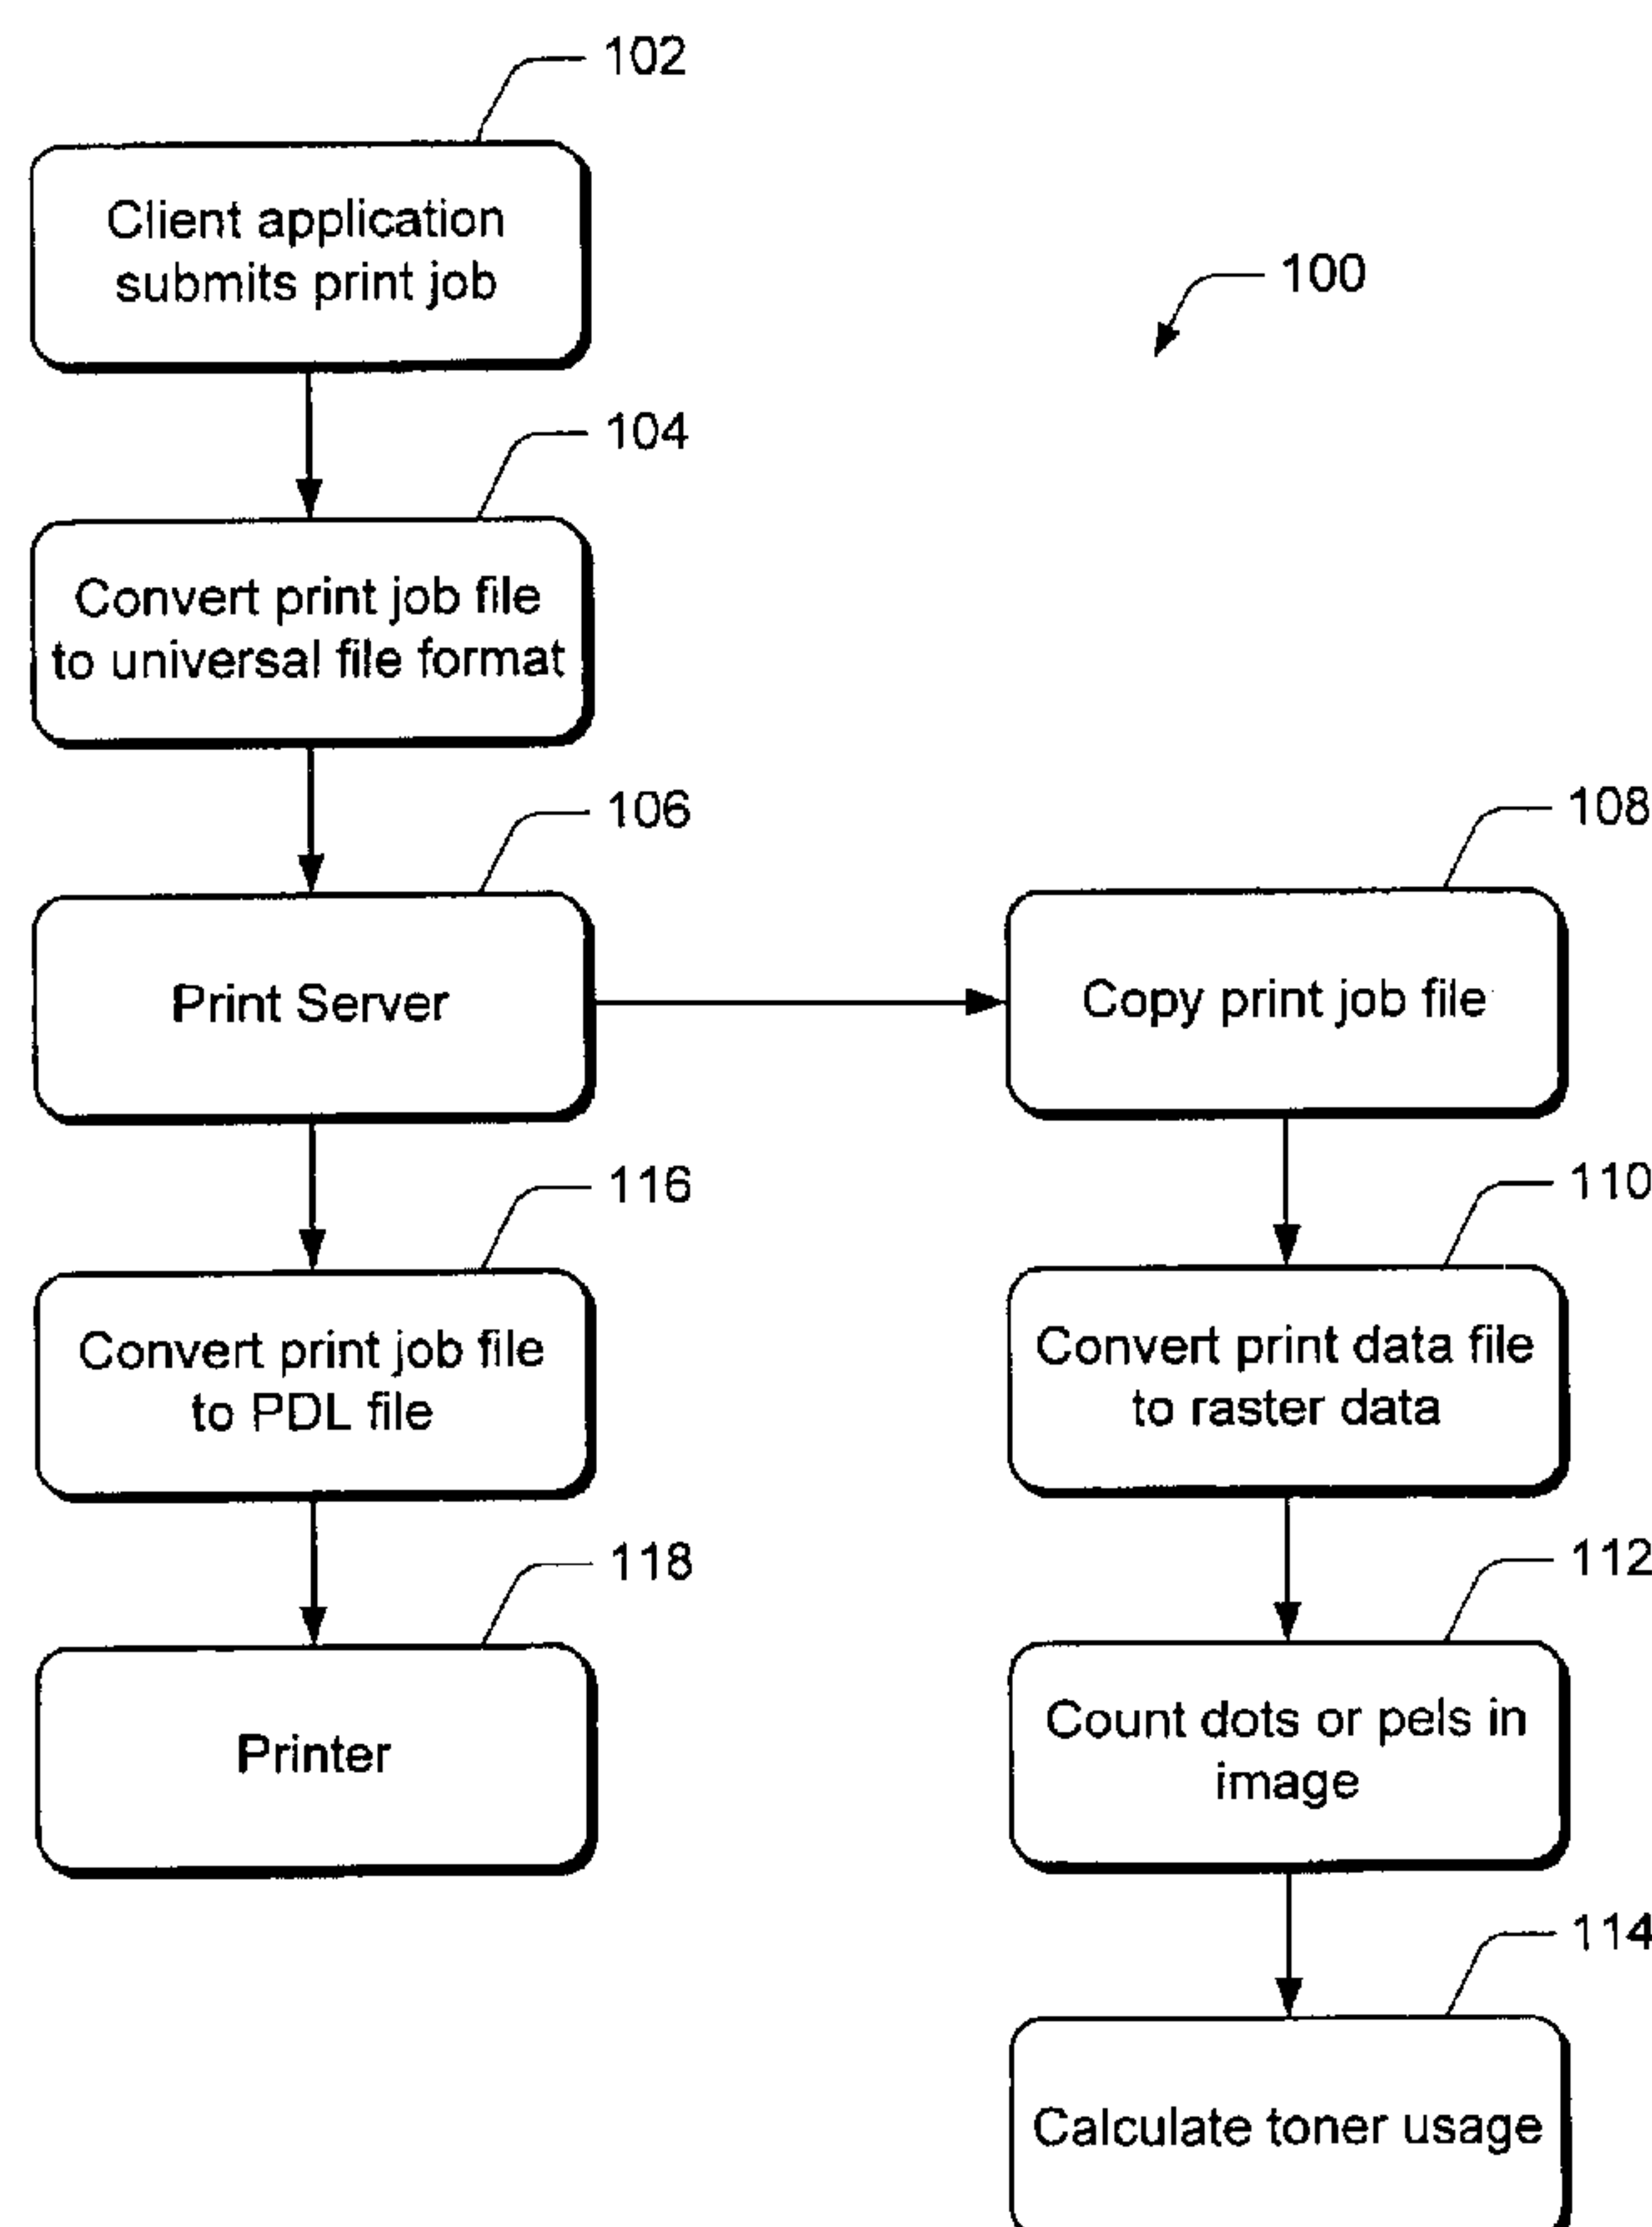 102
Client application
submits print job
100
104
Convert print job file
to universal file format
106
Print Server
108
Copy print job file
116
Convert print job file
to PDL file
110
Convert print data file
to raster data
118
Printer
112
Count dots or pels in
image
114
Calculate toner usage